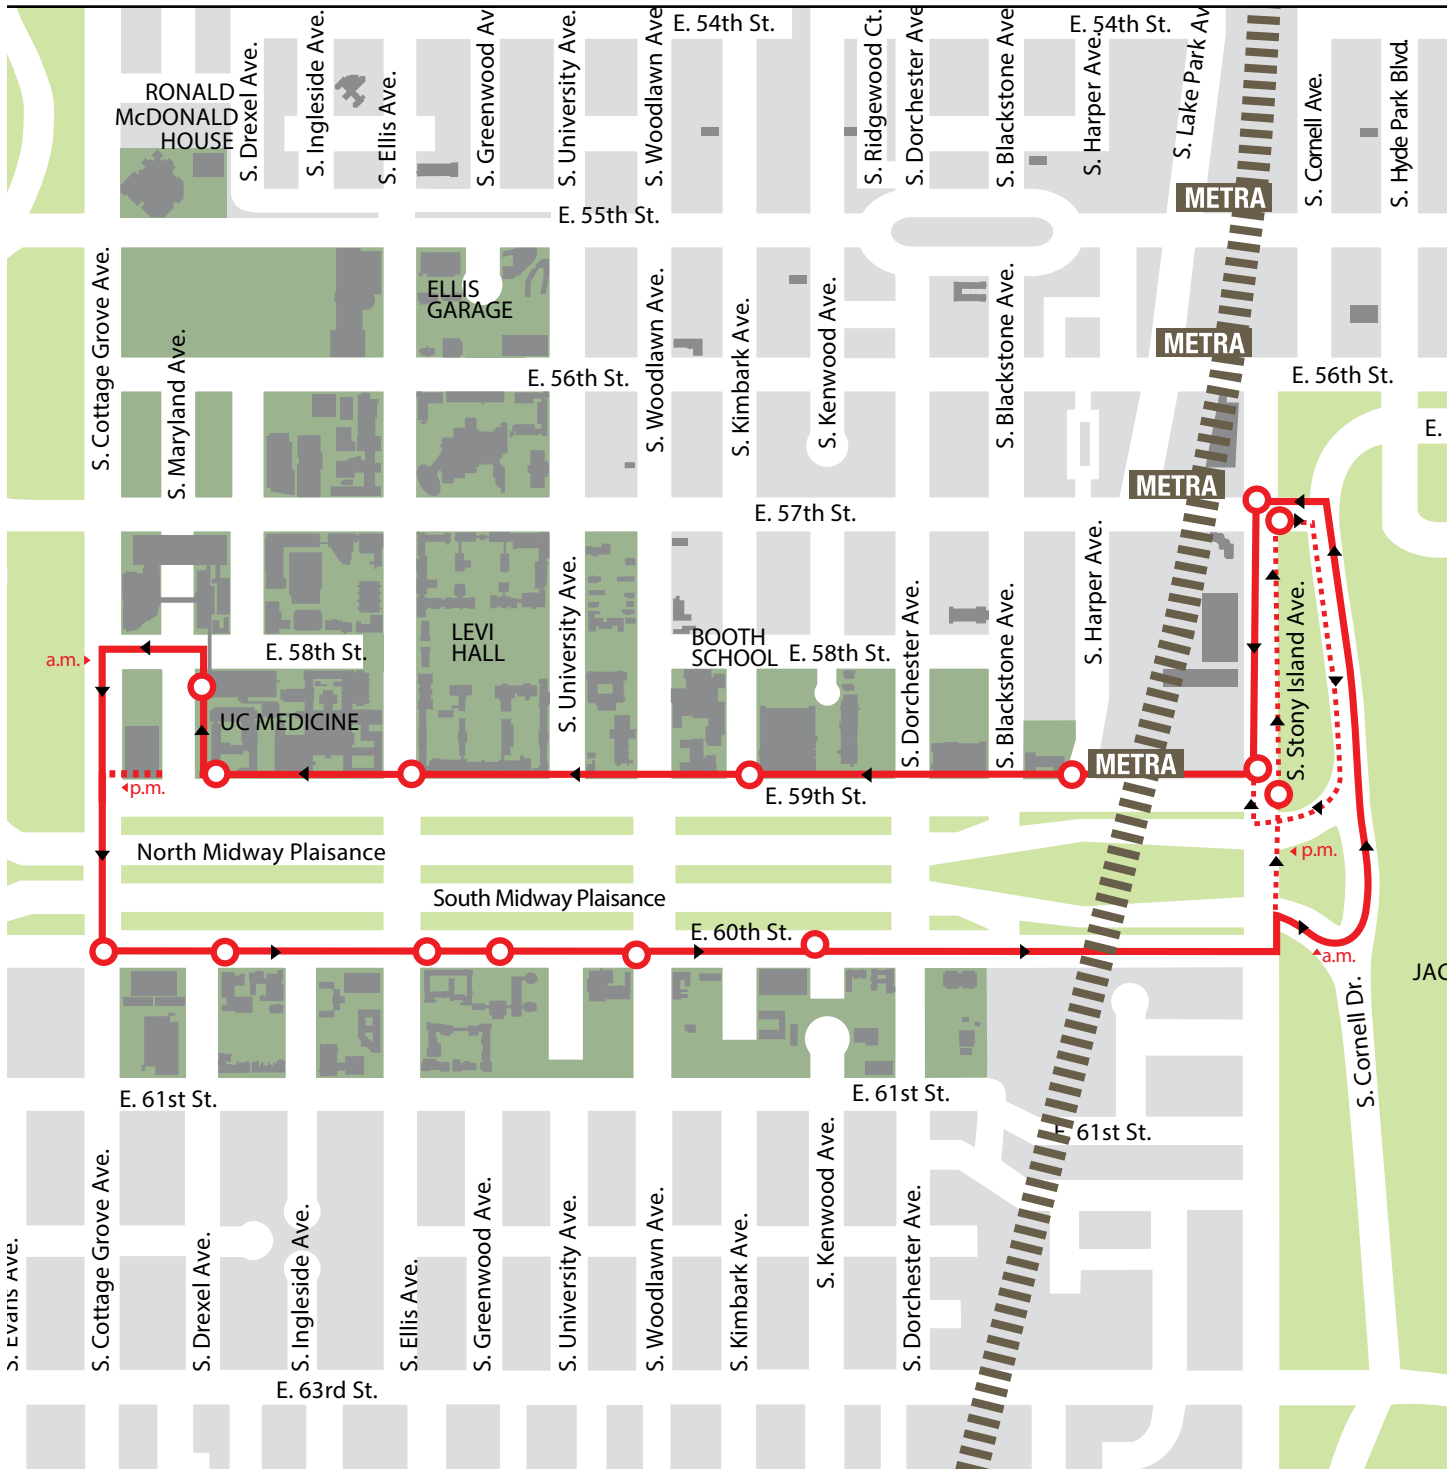 E. 54th St.
E. 54th St.
S. Drexel Ave.
S. Ingleside Ave.
S. Ellis Ave.
S. Greenwood Av
S. University Ave.
S. Woodlawn Ave
S. Ridgewood Ct.
S. Dorchester Ave
S. Blackstone Ave
S. Harper Ave.
S. Lake Park Av
S. Cornell Ave.
S. Hyde Park Blvd.
RONALD
McDONALD
HOUSE
METRA
E. 55th St.
S. Cottage Grove Ave.
S. Maryland Ave.
ELLIS
GARAGE
S. Woodlawn Ave.
S. Kimbark Ave.
S. Kenwood Ave.
S. Blackstone Ave.
METRA
E. 56th St.
E. 56th St.
E.
METRA
E. 57th St.
S. University Ave.
S. Dorchester Ave.
S. Blackstone Ave.
S. Harper Ave.
S. Stony Island Ave.
LEVI
HALL
BOOTH
SCHOOL
E. 58th St.
E. 58th St.
a.m.
UC MEDICINE
METRA
p.m.
E. 59th St.
North Midway Plaisance
p.m.
South Midway Plaisance
E. 60th St.
a.m.
JAC
S. Cornell Dr.
E. 61st St.
E. 61st St.
E. 61st St.
S. Evans Ave.
S. Cottage Grove Ave.
S. Drexel Ave.
S. Ingleside Ave.
S. Ellis Ave.
S. Greenwood Ave.
S. University Ave.
S. Woodlawn Ave.
S. Kimbark Ave.
S. Kenwood Ave.
S. Dorchester Ave.
E. 63rd St.